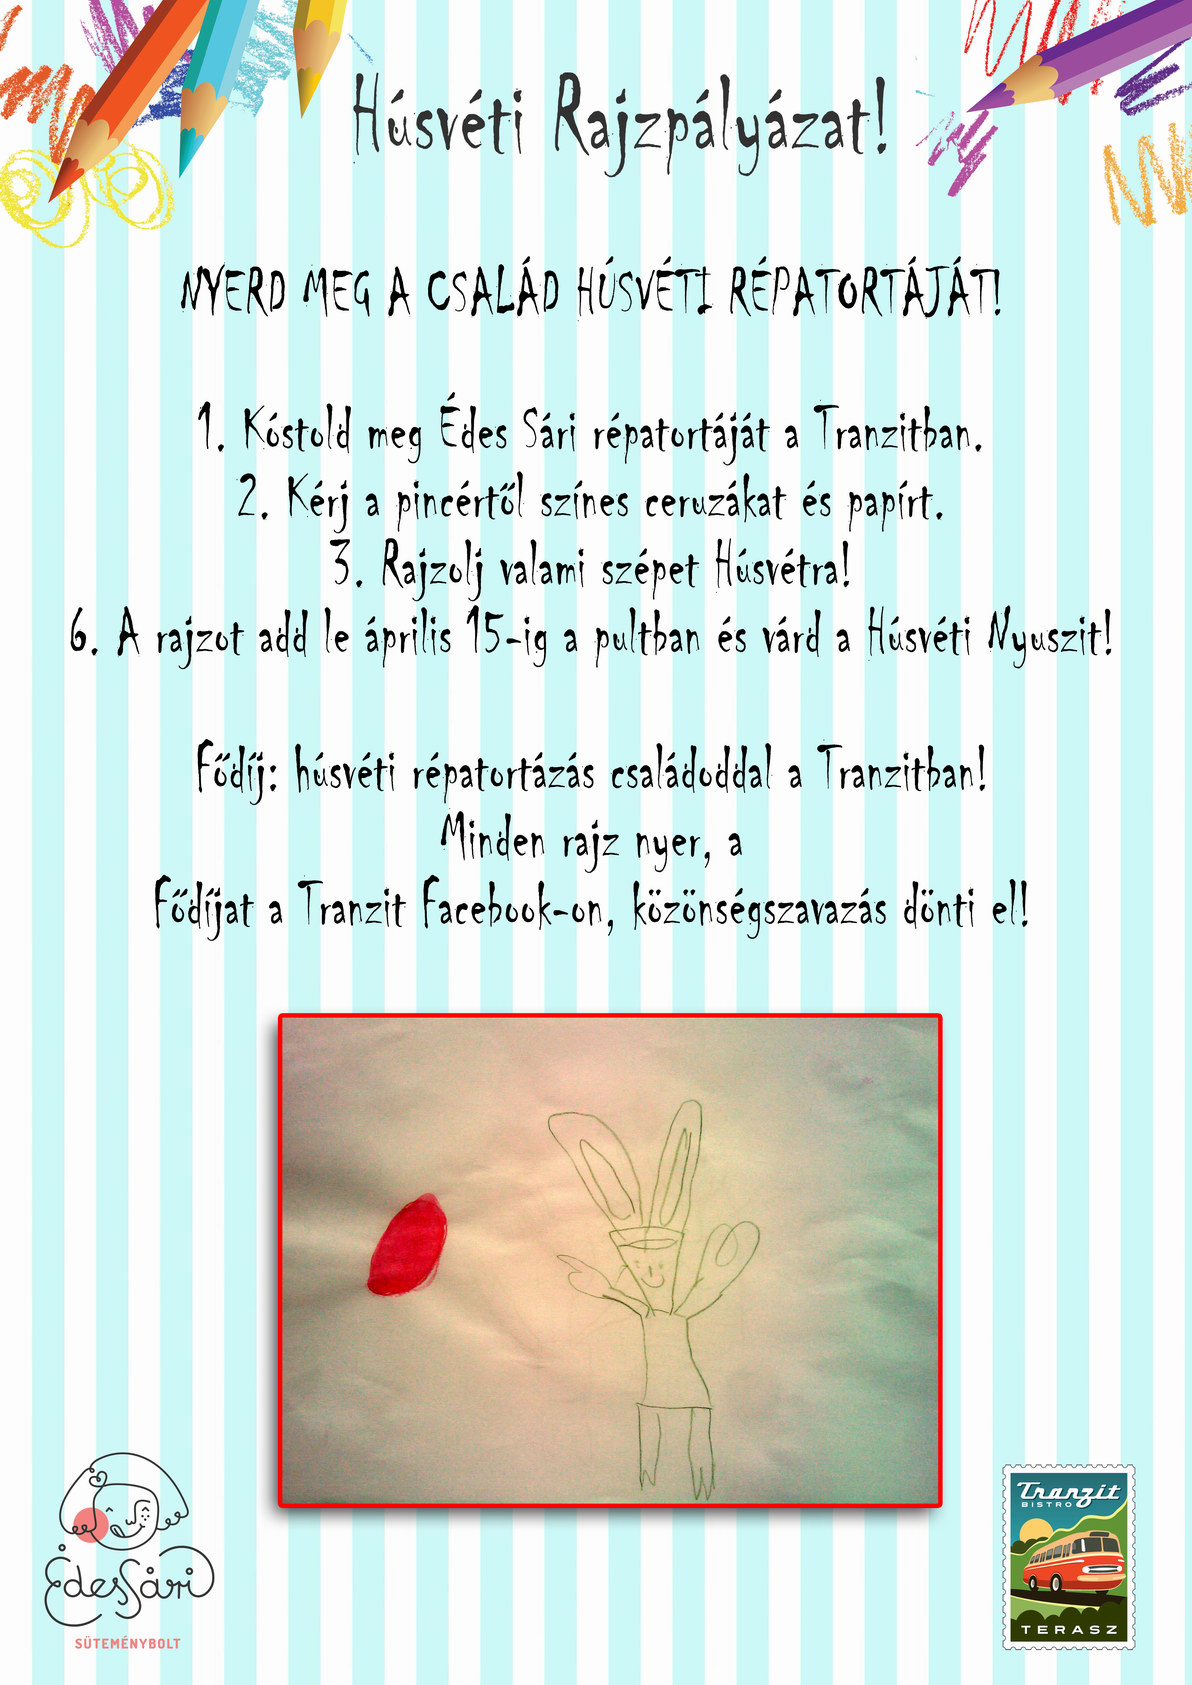 Húsvéti Rajzpályázat!
NYERD MEG A CSALÁD HÚSVÉTI RÉPATORTÁJÁT!
1. Kóstold meg Édes Sári répatortáját a Tranzitban.
2. Kérj a pincértől színes ceruzákat és papírt.
3. Rajzolj valami szépet Húsvétra!
6. A rajzot add le április 15-ig a pultban és várd a Húsvéti Nyuszit!
Fődíj: húsvéti répatortázás családoddal a Tranzitban!
Minden rajz nyer, a
Fődíjat a Tranzit Facebook-on, közönségszavazás dönti el!
ÉdesSári
SÜTEMÉNYBOLT
Tranzit
BISTRO
TERASZ